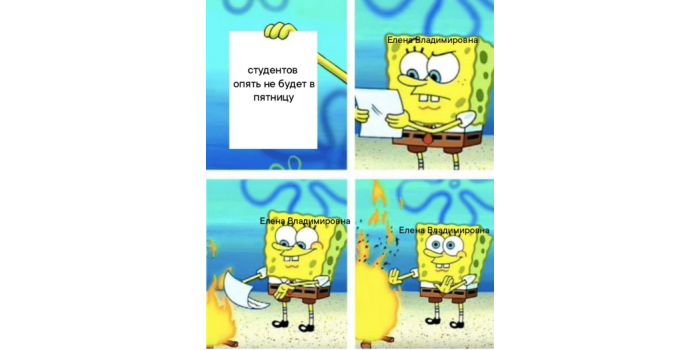 студентов
опять не будет в
пятницу
Елена Владимировна
Елена Владимировна
Елена Владимировна